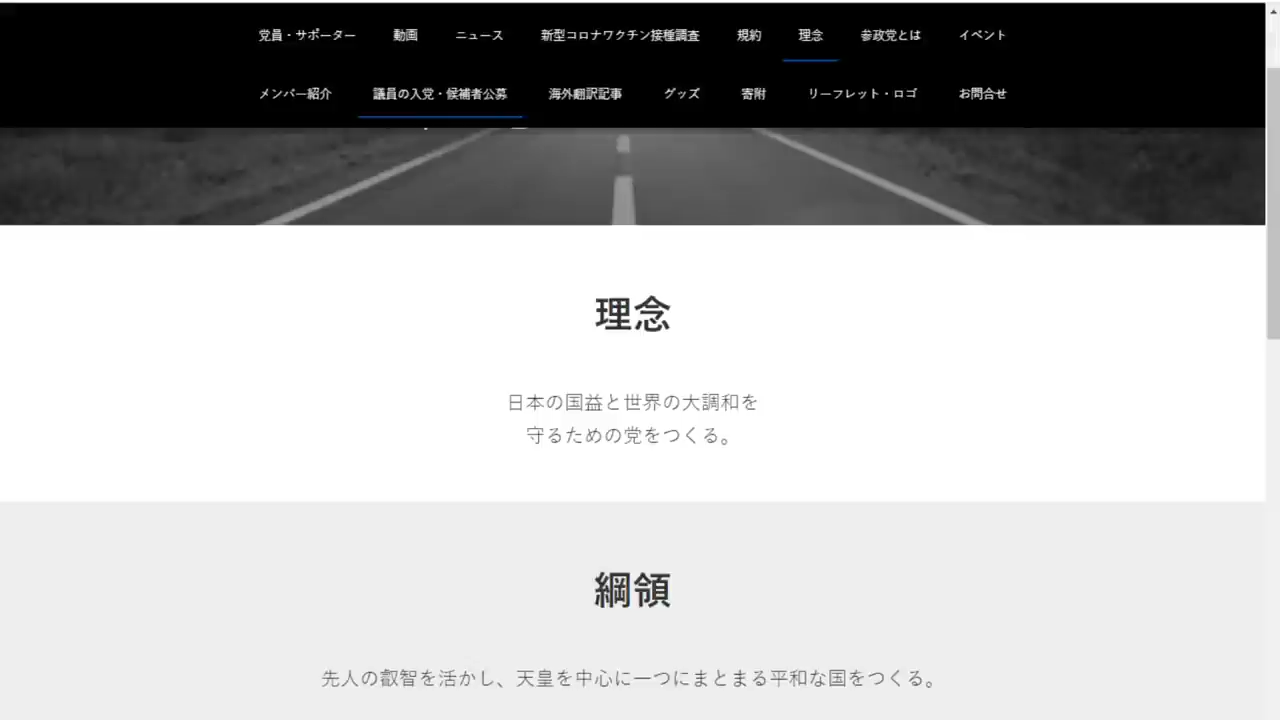 党員・サポーター 動画 ニュース 新型コロナワクチン接種調査 規約 理念 参政党とは イベント
メンバー紹介 議員の入党・候補者公募 海外翻訳記事 グッズ 寄附 リーフレット・ロゴ お問合せ
理念
日本の国益と世界の大調和を
守るための党をつくる。
綱領
先人の叡智を活かし、天皇を中心に一つにまとまる平和な国をつくる。